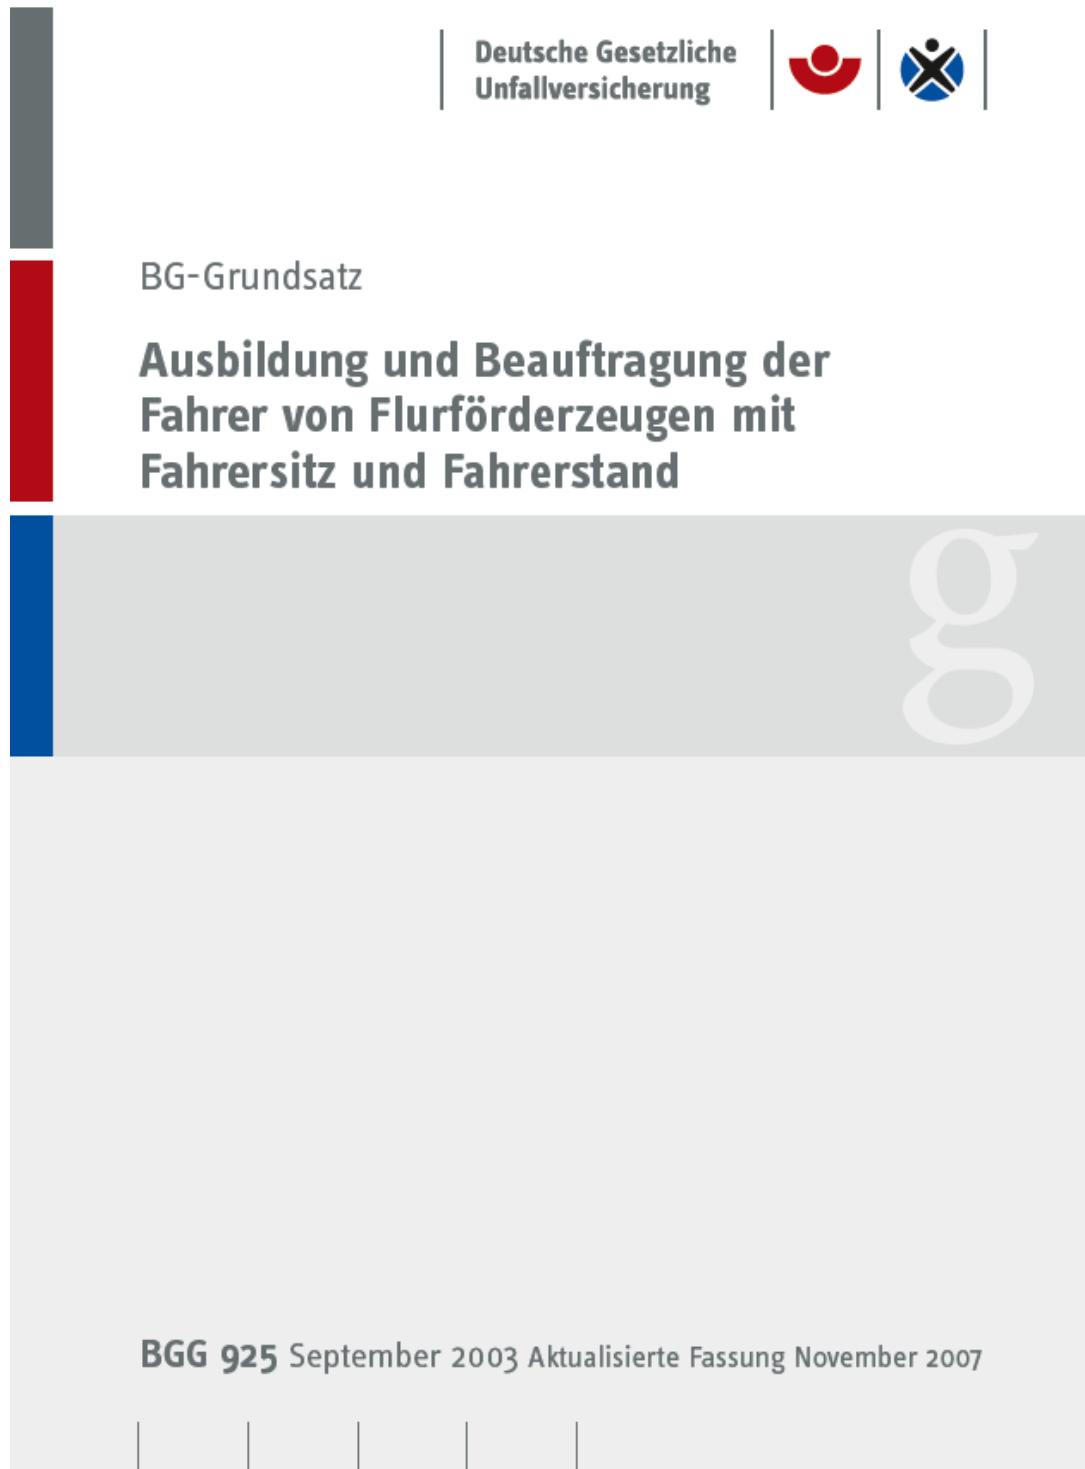 Deutsche Gesetzliche
Unfallversicherung
BG-Grundsatz
Ausbildung und Beauftragung der
Fahrer von Flurförderzeugen mit
Fahrersitz und Fahrerstand
g
BGG 925 September 2003 Aktualisierte Fassung November 2007